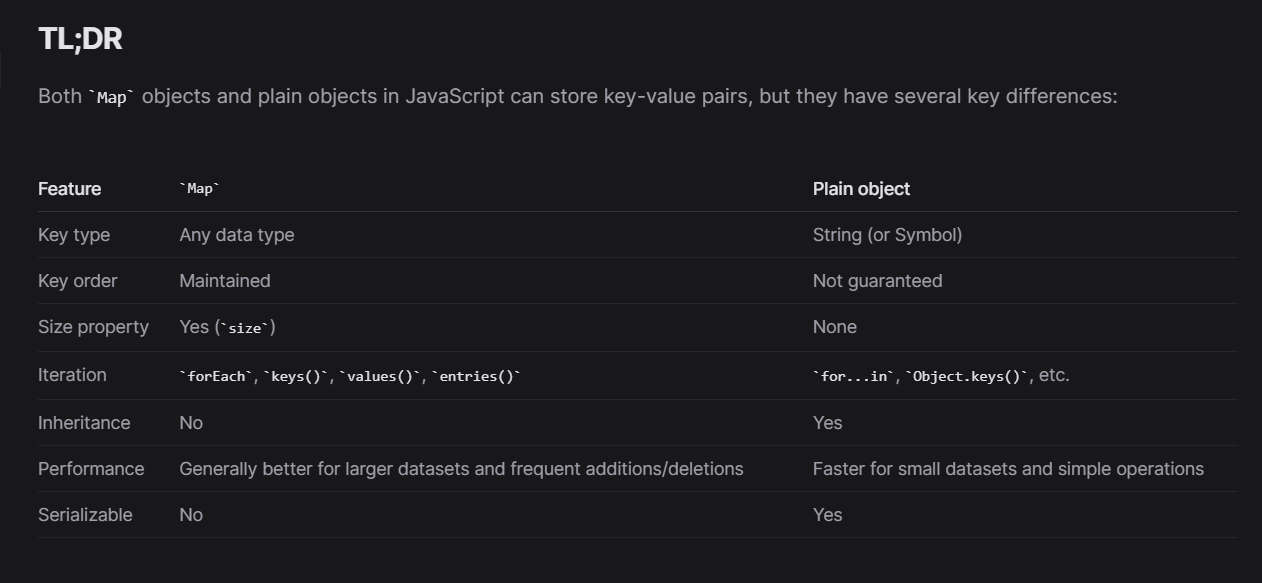 TL;DR
Both `Map` objects and plain objects in JavaScript can store key-value pairs, but they have several key differences:
Feature `Map` Plain object
Key type Any data type String (or Symbol)
Key order Maintained Not guaranteed
Size property Yes (`size`) None
Iteration `forEach`, `keys()`, `values()`, `entries()` `for...in`, `Object.keys()`, etc.
Inheritance No Yes
Performance Generally better for larger datasets and frequent additions/deletions Faster for small datasets and simple operations
Serializable No Yes